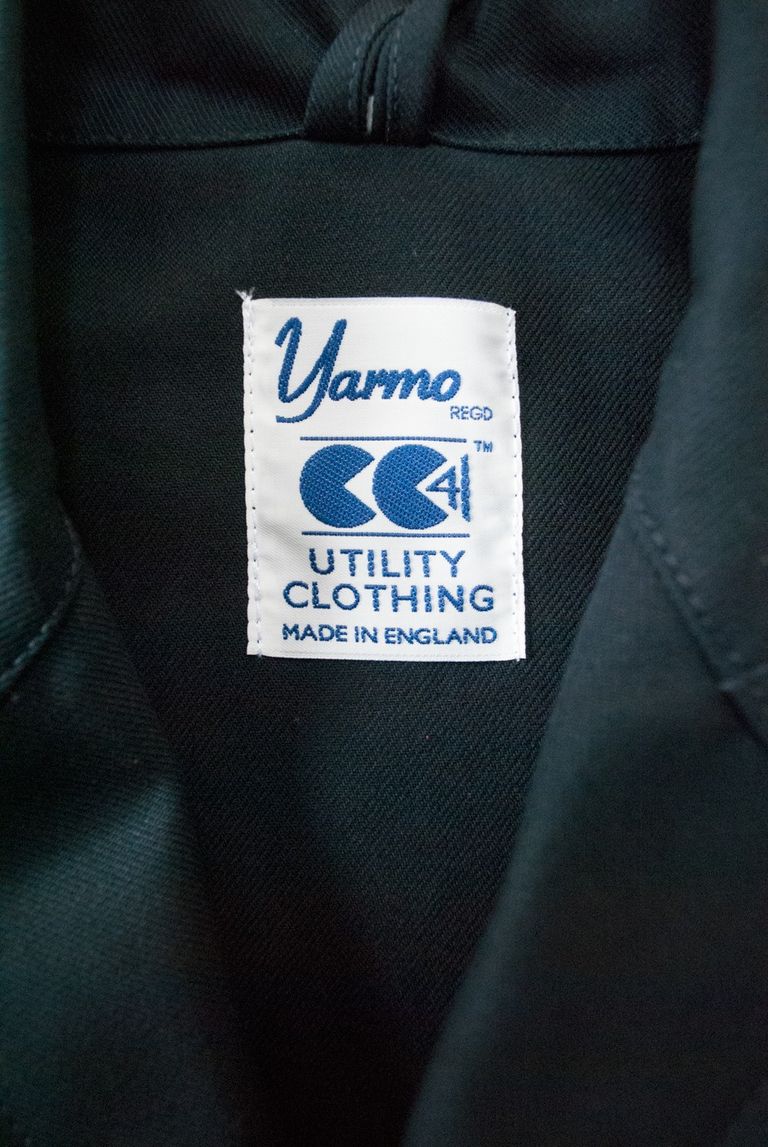 Yarmo
REGD
CC41 ™
UTILITY
CLOTHING
MADE IN ENGLAND